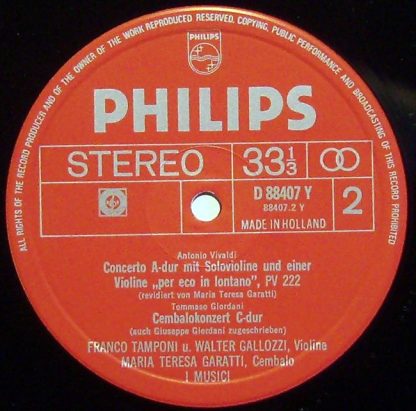 ALL RIGHTS OF THE RECORD PRODUCER AND OF THE OWNER OF THE WORK REPRODUCED RESERVED. COPYING, PUBLIC PERFORMANCE AND BROADCASTING OF THIS RECORD PROHIBITED
PHILIPS
PHILIPS
STEREO 33⅓
D 88407 Y
88407.2 Y
2
MADE IN HOLLAND
Antonio Vivaldi
Concerto A-dur mit Solovioline und einer
Violine „per eco in lontano”, PV 222
(revidiert von Maria Teresa Garatti)
Tommaso Giordani
Cembalokonzert C-dur
(auch Giuseppe Giordani zugeschrieben)
FRANCO TAMPONI u. WALTER GALLOZZI, Violine
MARIA TERESA GARATTI, Cembalo
I MUSICI